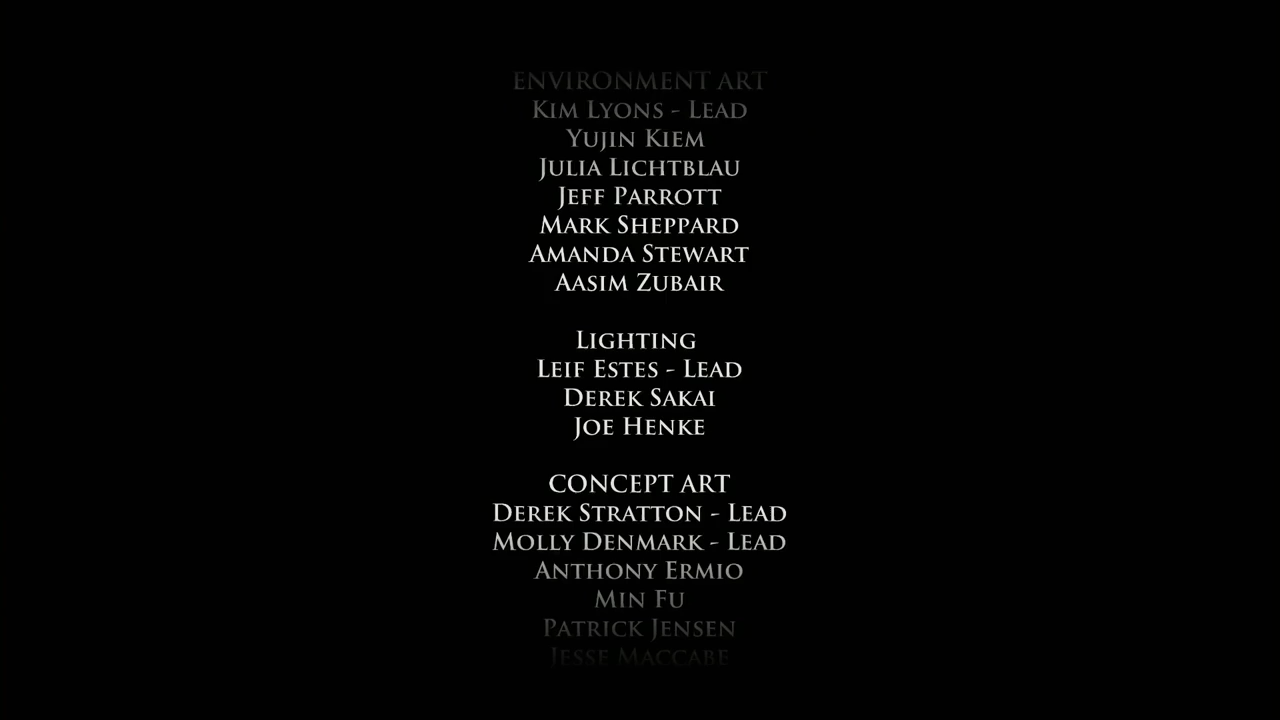 ENVIRONMENT ART
KIM LYONS - LEAD
YUJIN KIEM
JULIA LICHTBLAU
JEFF PARROTT
MARK SHEPPARD
AMANDA STEWART
AASIM ZUBAIR
LIGHTING
LEIF ESTES - LEAD
DEREK SAKAI
JOE HENKE
CONCEPT ART
DEREK STRATTON - LEAD
MOLLY DENMARK - LEAD
ANTHONY ERMIO
MIN FU
PATRICK JENSEN
JESSE MACCABE